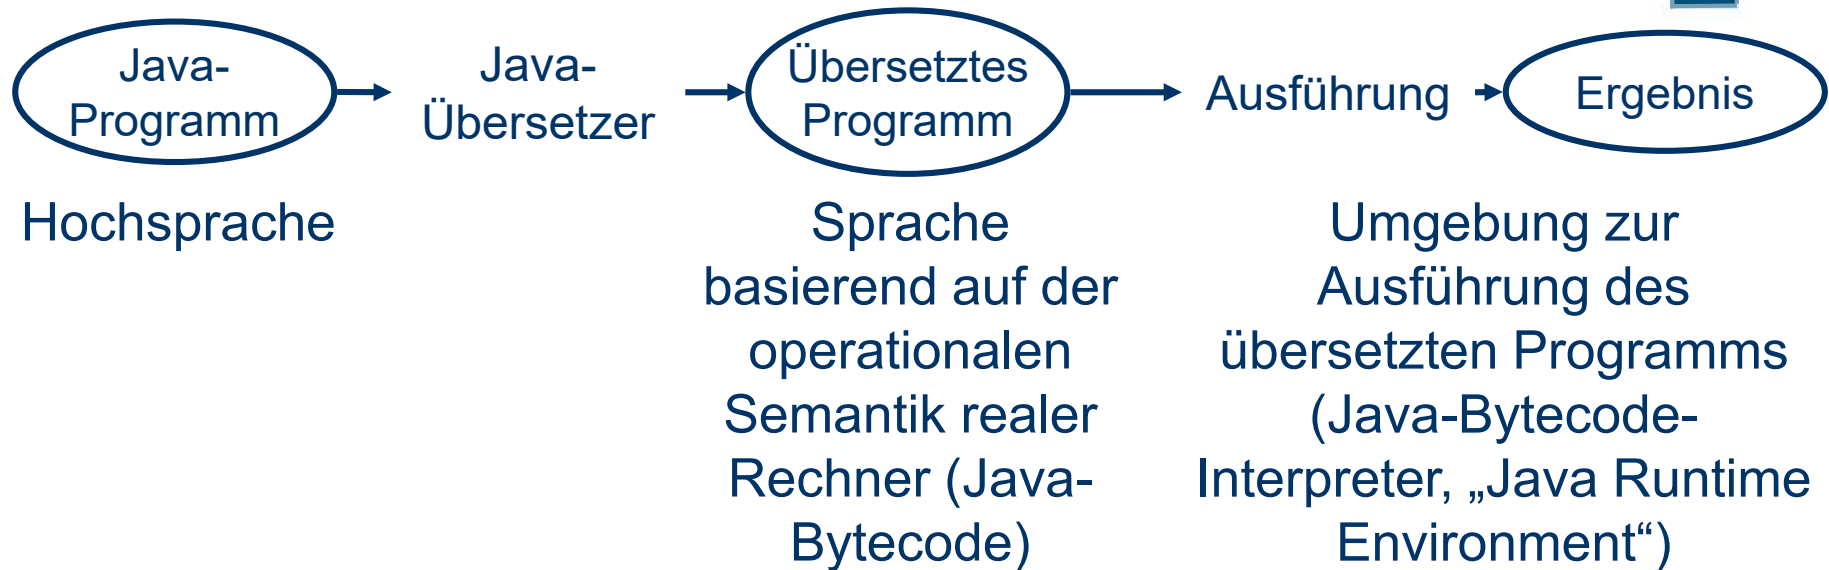 Java-
Programm
Java-
Übersetzer
Übersetztes
Programm
Ausführung
Ergebnis
Hochsprache
Sprache
basierend auf der
operationalen
Semantik realer
Rechner (Java-
Bytecode)
Umgebung zur
Ausführung des
übersetzten Programms
(Java-Bytecode-
Interpreter, „Java Runtime
Environment“)